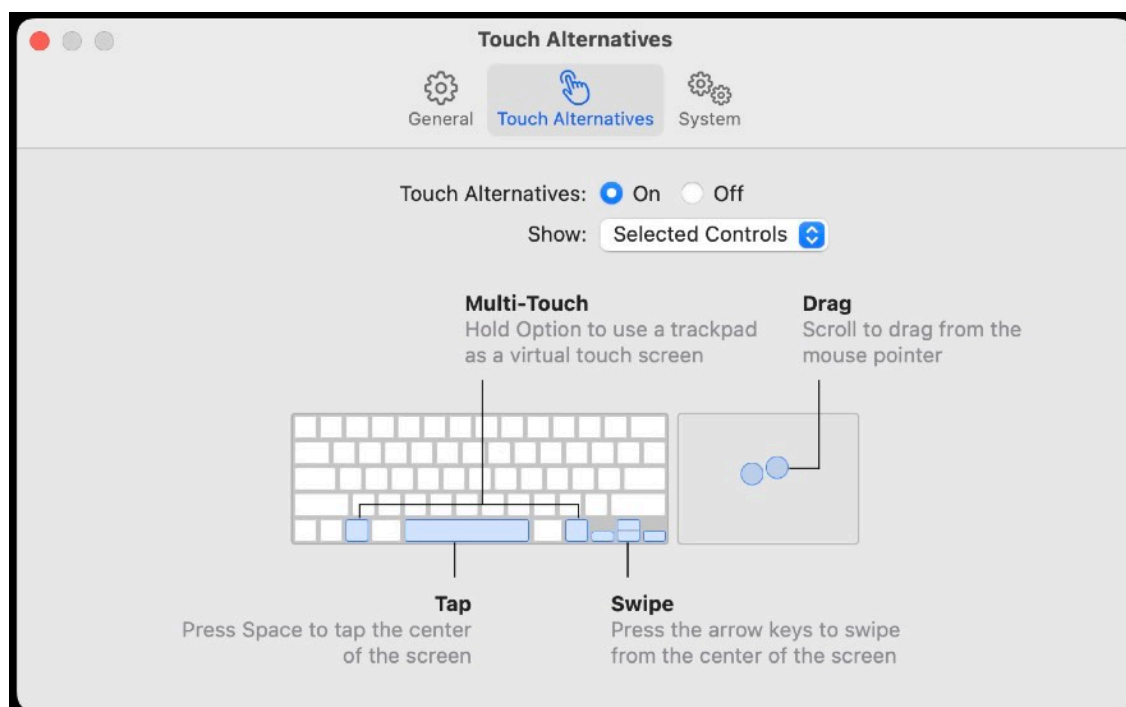 Touch Alternatives
General
Touch Alternatives
System
Touch Alternatives: On Off
Show: Selected Controls
Multi-Touch
Hold Option to use a trackpad
as a virtual touch screen
Drag
Scroll to drag from the
mouse pointer
Tap
Press Space to tap the center
of the screen
Swipe
Press the arrow keys to swipe
from the center of the screen